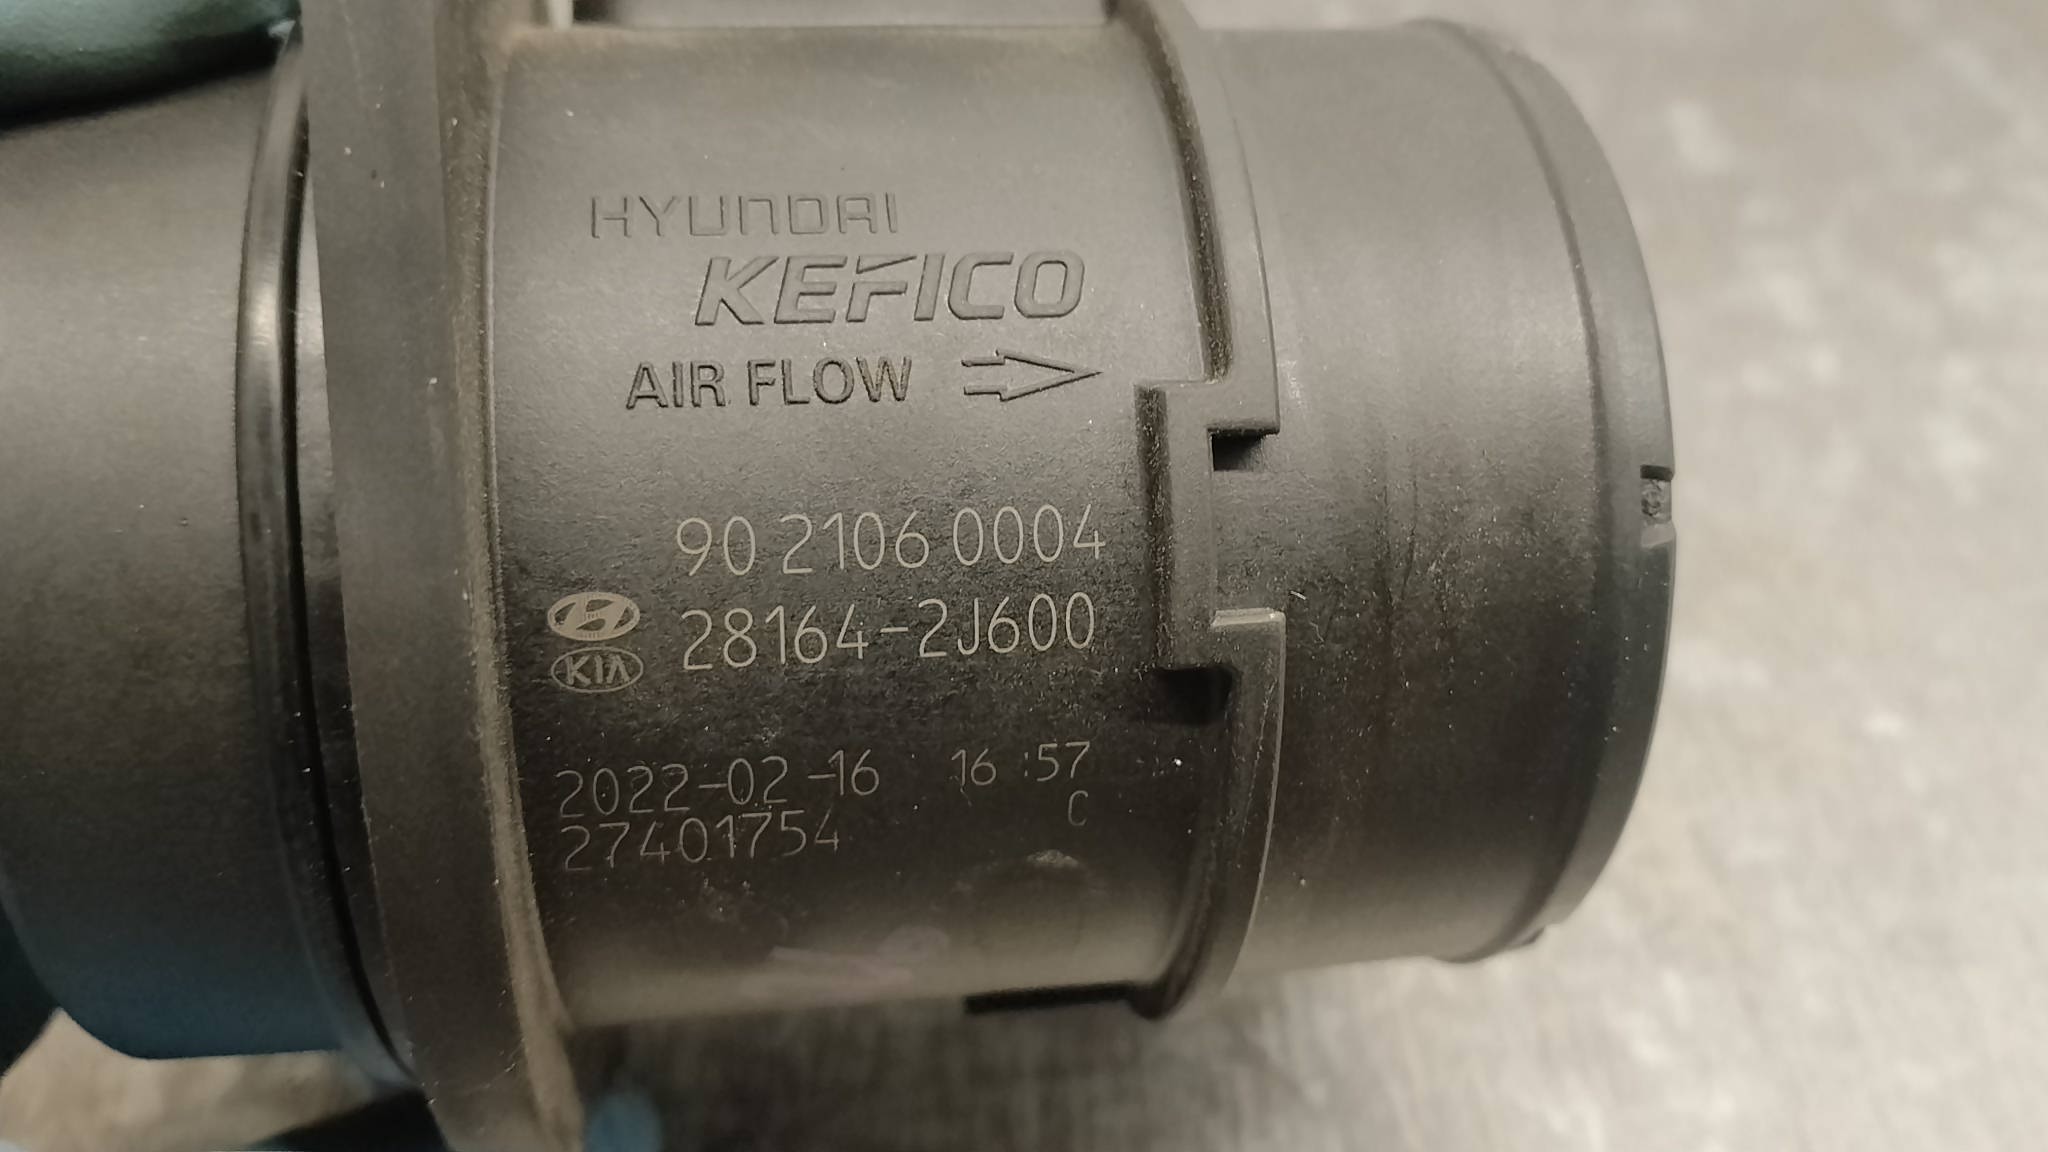 HYUNDAI
KEFICO
AIR FLOW
90 2106 0004
28164-2J600
KIA
2022-02-16 16:57
C
27401754